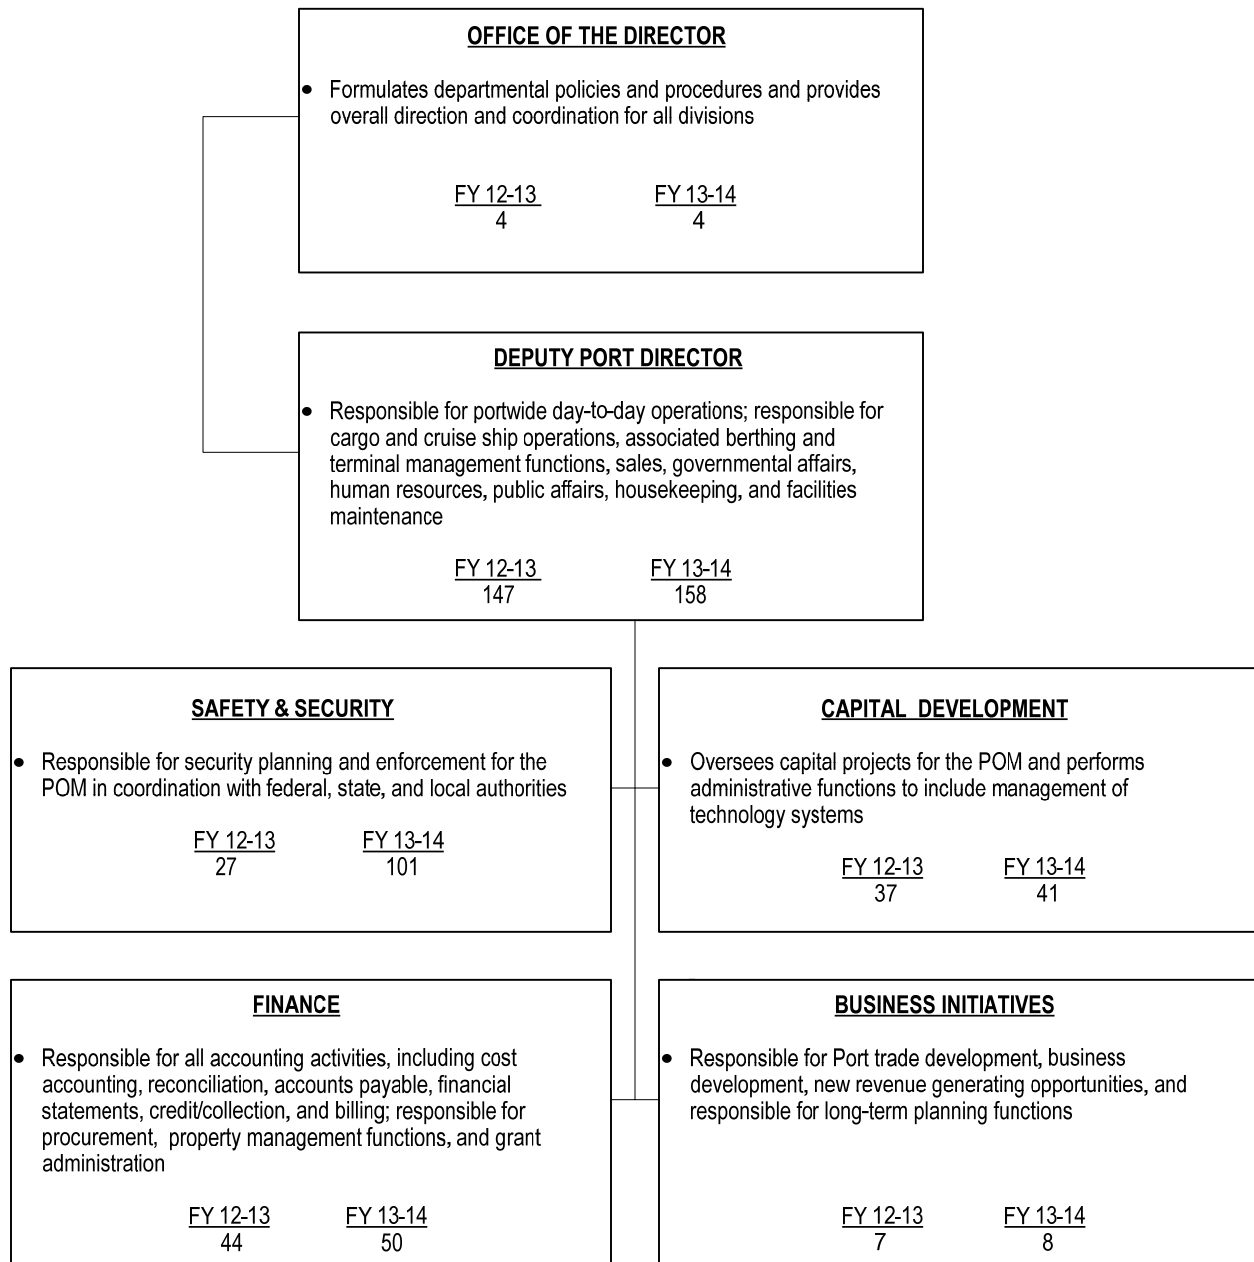 OFFICE OF THE DIRECTOR
• Formulates departmental policies and procedures and provides
overall direction and coordination for all divisions
FY 12-13 FY 13-14
4 4
DEPUTY PORT DIRECTOR
• Responsible for portwide day-to-day operations; responsible for
cargo and cruise ship operations, associated berthing and
terminal management functions, sales, governmental affairs,
human resources, public affairs, housekeeping, and facilities
maintenance
FY 12-13 FY 13-14
147 158
SAFETY & SECURITY
• Responsible for security planning and enforcement for the
POM in coordination with federal, state, and local authorities
FY 12-13 FY 13-14
27 101
CAPITAL DEVELOPMENT
• Oversees capital projects for the POM and performs
administrative functions to include management of
technology systems
FY 12-13 FY 13-14
37 41
FINANCE
• Responsible for all accounting activities, including cost
accounting, reconciliation, accounts payable, financial
statements, credit/collection, and billing; responsible for
procurement, property management functions, and grant
administration
FY 12-13 FY 13-14
44 50
BUSINESS INITIATIVES
• Responsible for Port trade development, business
development, new revenue generating opportunities, and
responsible for long-term planning functions
FY 12-13 FY 13-14
7 8